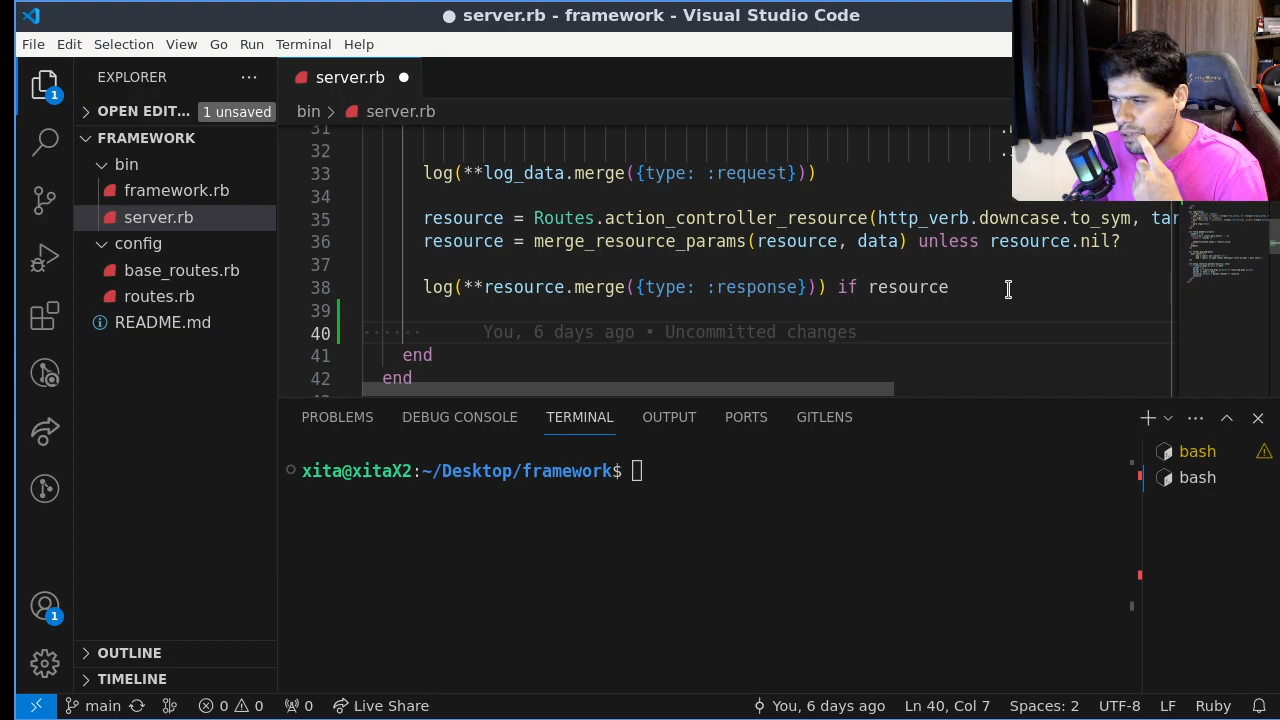 server.rb - framework - Visual Studio Code
File Edit Selection View Go Run Terminal Help
EXPLORER
server.rb
OPEN EDIT... 1 unsaved
bin > server.rb
FRAMEWORK
bin
framework.rb
server.rb
config
base_routes.rb
routes.rb
README.md
31
32
33 log(**log_data.merge({type: :request}))
34
35 resource = Routes.action_controller_resource(http_verb.downcase.to_sym, tar
36 resource = merge_resource_params(resource, data) unless resource.nil?
37
38 log(**resource.merge({type: :response})) if resource
39
40 You, 6 days ago • Uncommitted changes
41 end
42 end
PROBLEMS DEBUG CONSOLE TERMINAL OUTPUT PORTS GITLENS
xita@xitaX2:~/Desktop/framework$
bash
bash
1
1
OUTLINE
TIMELINE
main 0 0 0 Live Share You, 6 days ago Ln 40, Col 7 Spaces: 2 UTF-8 LF Ruby